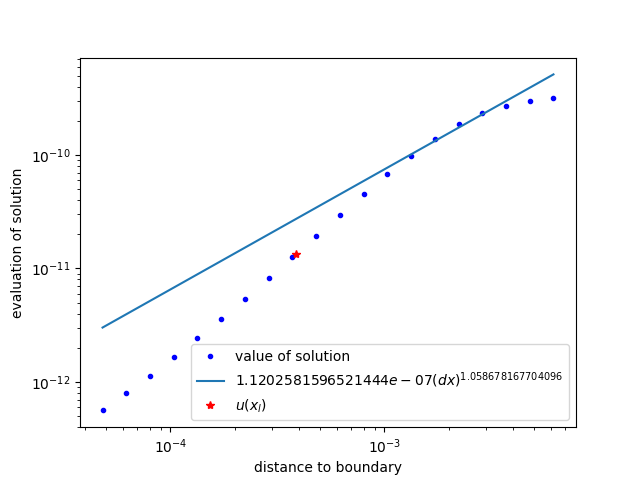 10⁻¹⁰
10⁻¹¹
10⁻¹²
evaluation of solution
value of solution
1.1202581596521444e − 07(dx)^1.058678167704096
u(x_I)
10⁻⁴
10⁻³
distance to boundary